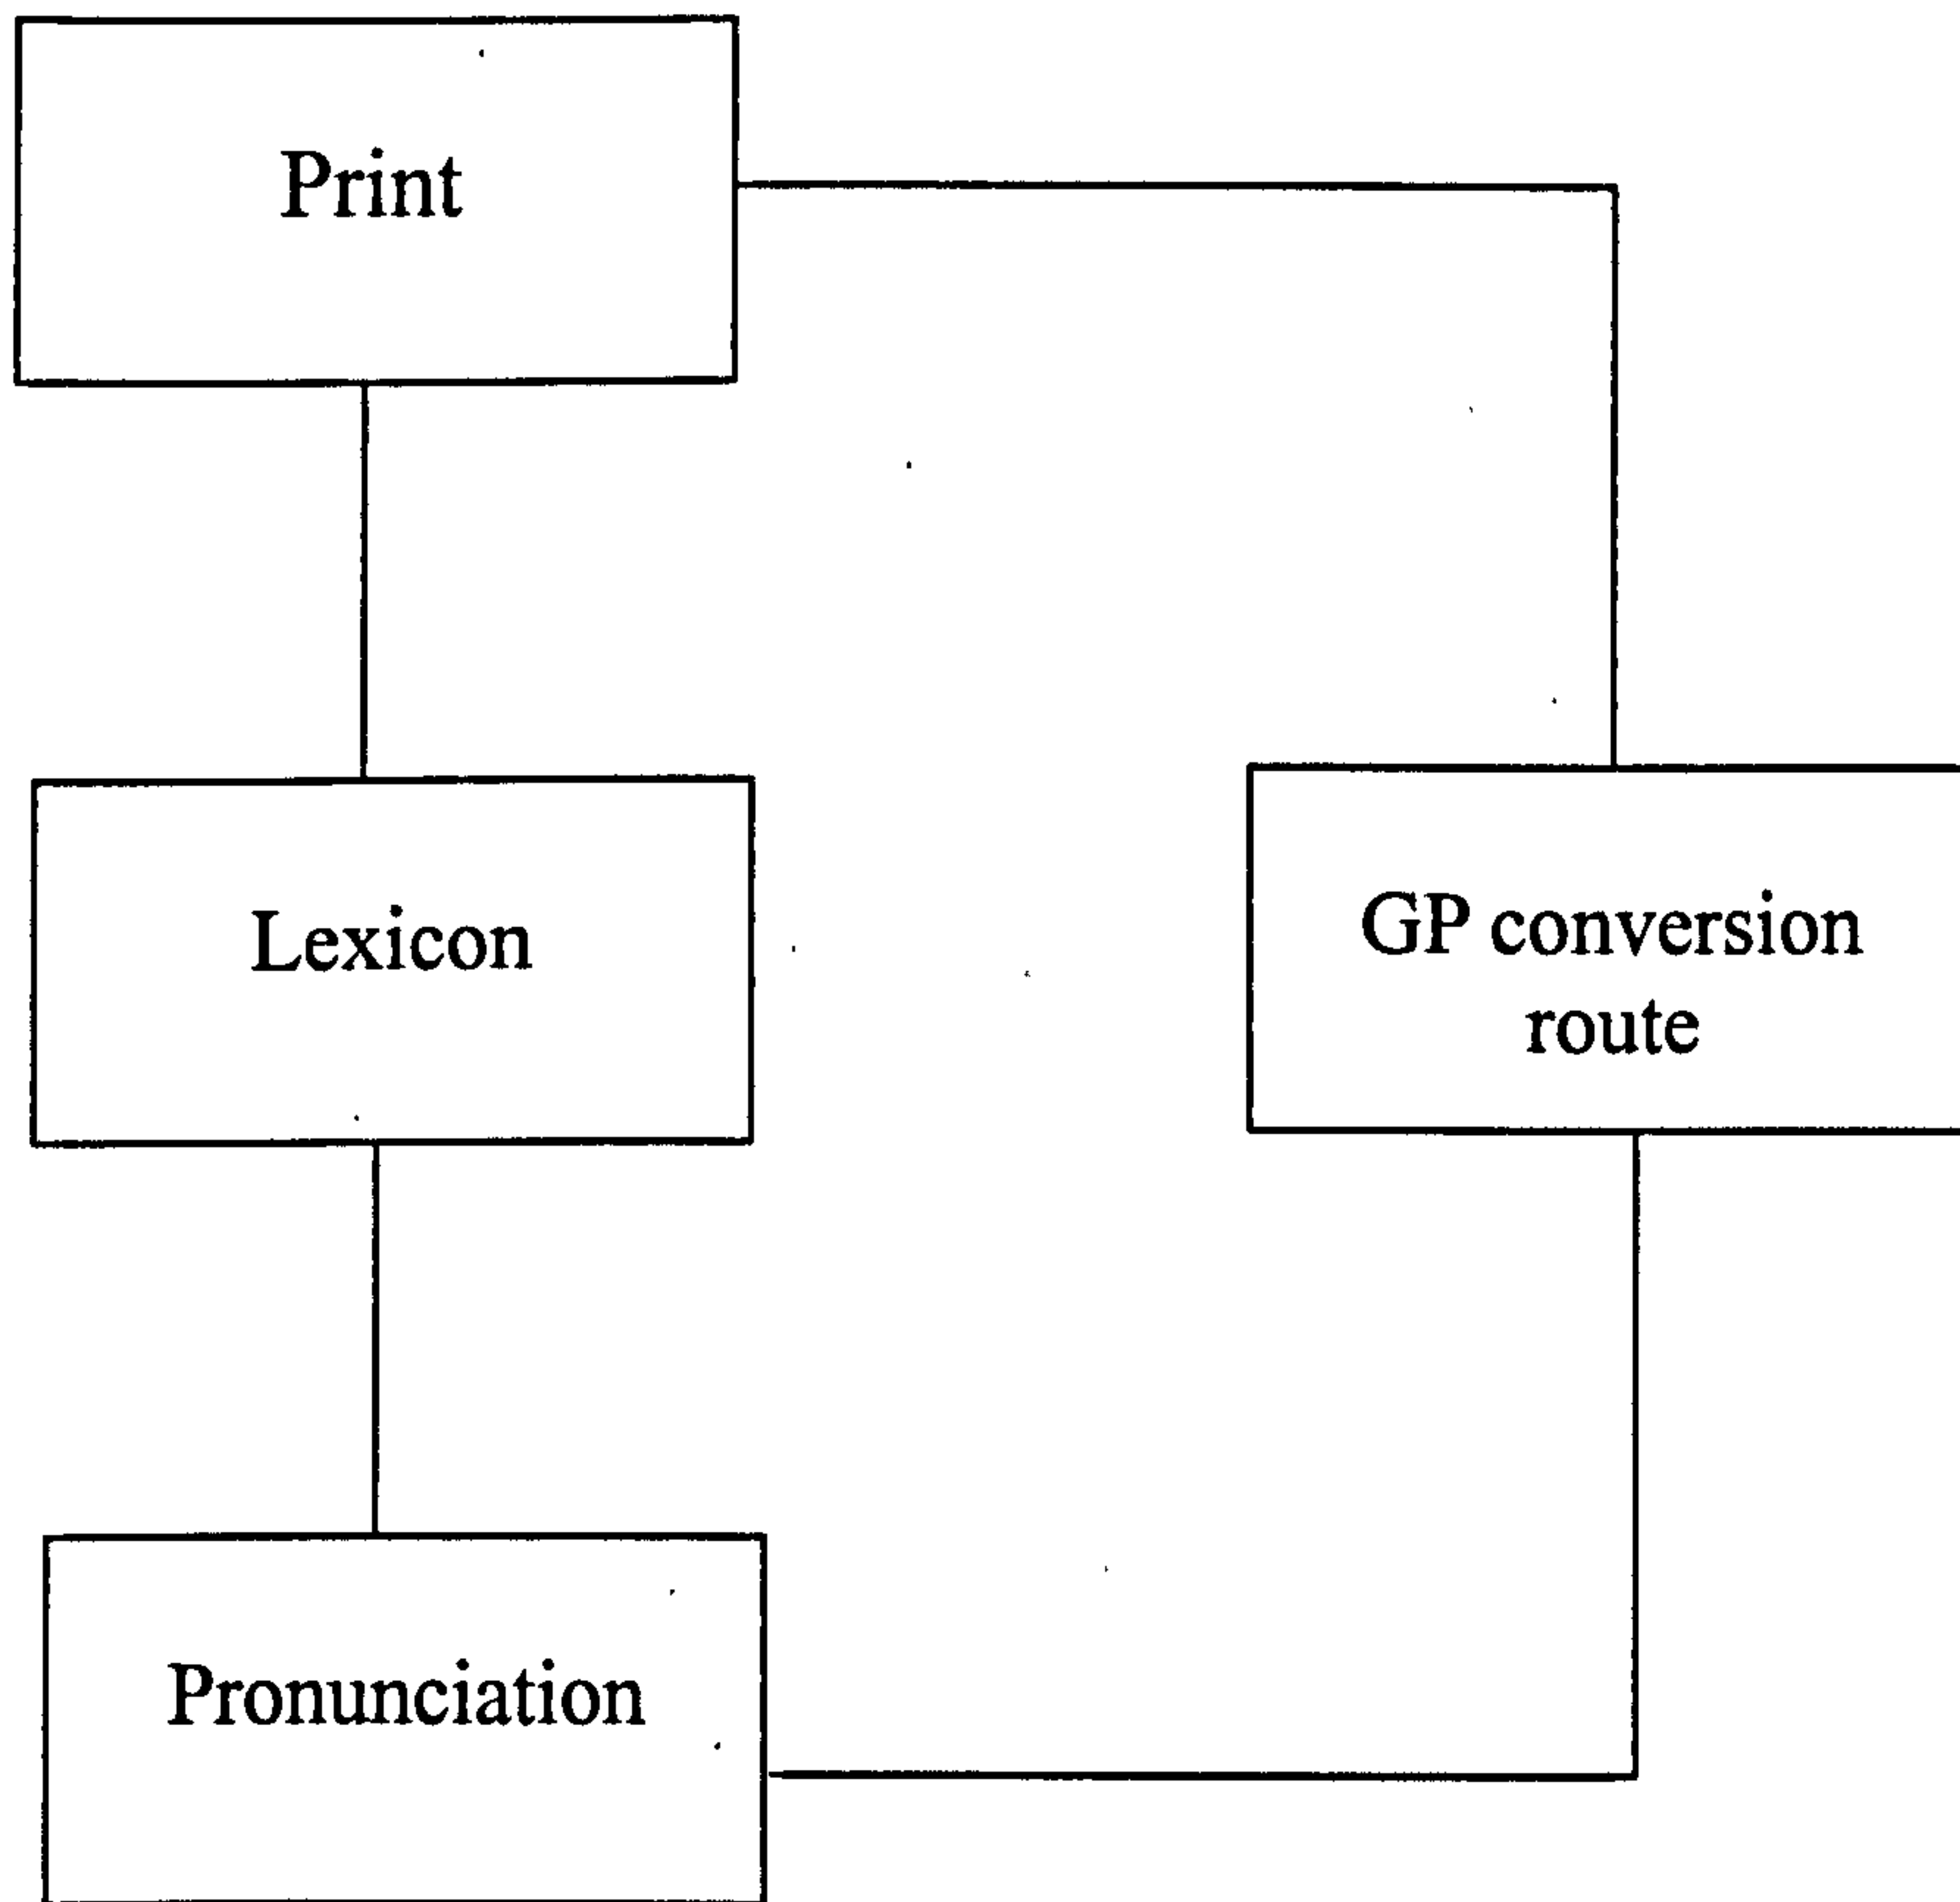 Print
Lexicon
GP conversion
route
Pronunciation